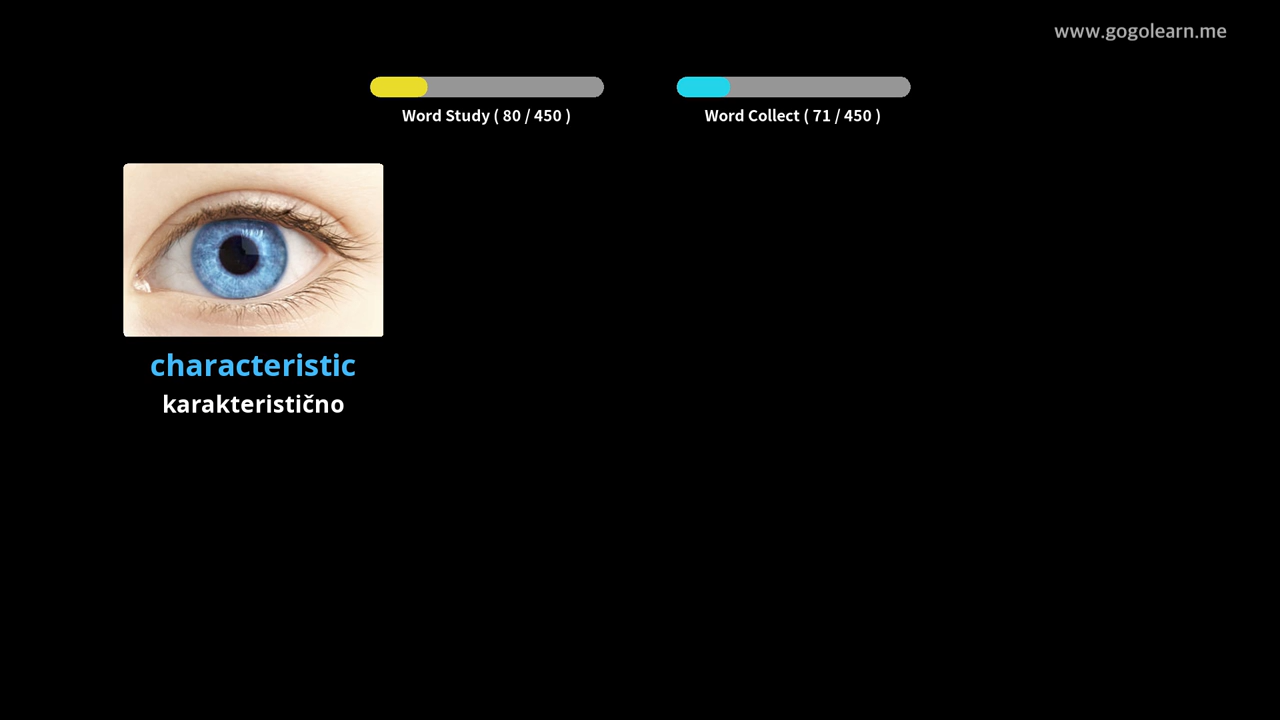 www.gogolearn.me
Word Study ( 80 / 450 )
Word Collect ( 71 / 450 )
characteristic
karakteristično